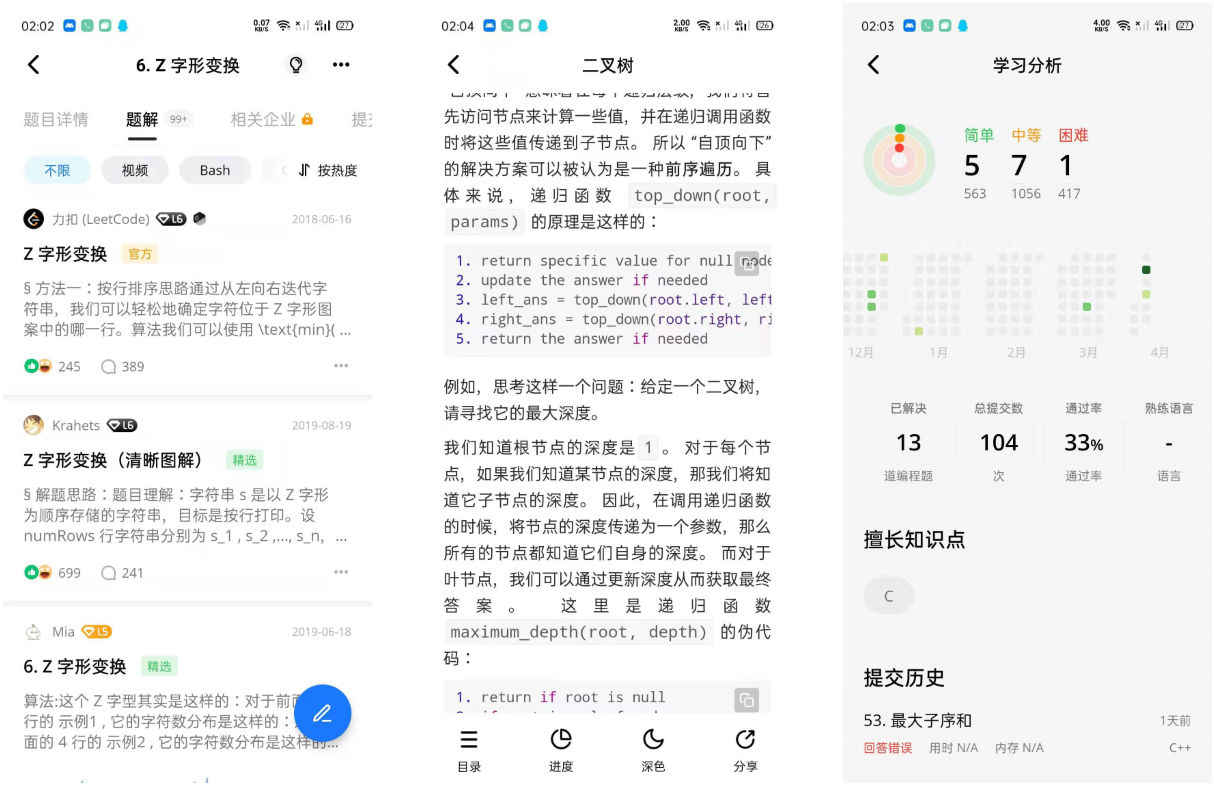 02:02
0.07 KB/S
4G
27
6. Z 字形变换
题目详情
题解
99+
相关企业
不限
视频
Bash
按热度
力扣 (LeetCode)
L6
2018-06-16
Z 字形变换
官方
§ 方法一：按行排序思路通过从左向右迭代字
符串，我们可以轻松地确定字符位于 Z 字形图
案中的哪一行。算法我们可以使用 \text{min}( ...
245
389
Krahets
L6
2019-08-19
Z 字形变换（清晰图解）
精选
§ 解题思路：题目理解：字符串 s 是以 Z 字形
为顺序存储的字符串，目标是按行打印。设
numRows 行字符串分别为 s_1 , s_2 ,..., s_n, ...
699
241
Mia
L5
2019-06-18
6. Z 字形变换
精选
算法:这个 Z 字型其实是这样的：对于前面
行的 示例1 , 它的字符数分布是这样的：
面的 4 行的 示例2 , 它的字符数分布是这样的...
02:04
2.00 KB/S
4G
26
二叉树
先访问节点来计算一些值，并在递归调用函数
时将这些值传递到子节点。 所以 “自顶向下”
的解决方案可以被认为是一种前序遍历。 具
体来说，递归函数 top_down(root,
params) 的原理是这样的：
1. return specific value for null node
2. update the answer if needed
3. left_ans = top_down(root.left, left
4. right_ans = top_down(root.right, ri
5. return the answer if needed
例如，思考这样一个问题：给定一个二叉树，
请寻找它的最大深度。
我们知道根节点的深度是 1 。 对于每个节
点，如果我们知道某节点的深度，那我们将知
道它子节点的深度。 因此，在调用递归函数
的时候，将节点的深度传递为一个参数，那么
所有的节点都知道它们自身的深度。 而对于
叶节点，我们可以通过更新深度从而获取最终
答案。 这里是递归函数
maximum_depth(root, depth) 的伪代
码：
1. return if root is null
目录
进度
深色
分享
02:03
4.00 KB/S
4G
27
学习分析
简单 中等 困难
5 7 1
563 1056 417
12月 1月 2月 3月 4月
已解决 总提交数 通过率 熟练语言
13 104 33% -
道编程题 次 通过率 语言
擅长知识点
C
提交历史
53. 最大子序和
1天前
回答错误 用时 N/A 内存 N/A
C++